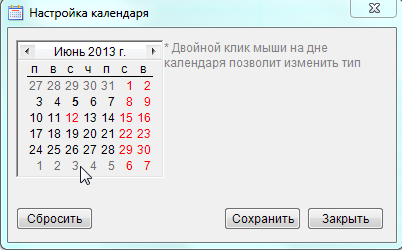 Настройка календаря
Июнь 2013 г.
* Двойной клик мыши на дне
календаря позволит изменить тип
п в с ч п с в
27 28 29 30 31 1 2
3 4 5 6 7 8 9
10 11 12 13 14 15 16
17 18 19 20 21 22 23
24 25 26 27 28 29 30
1 2 3 4 5 6 7
Сбросить Сохранить Закрыть